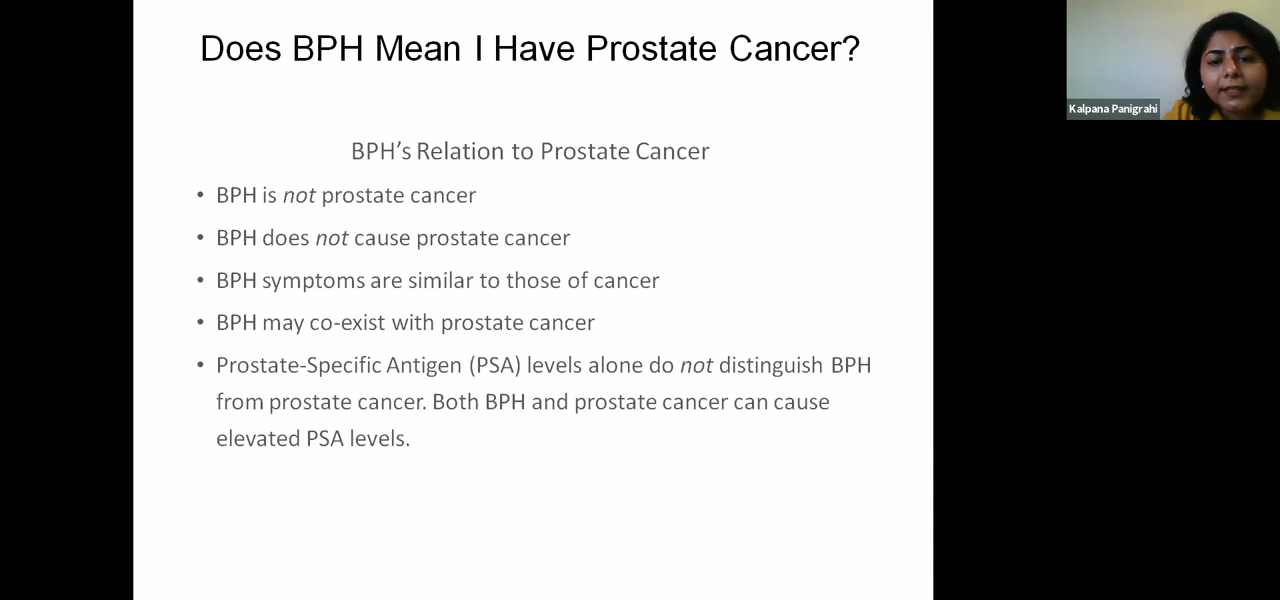 Does BPH Mean I Have Prostate Cancer?
Kalpana Panigrahi
BPH’s Relation to Prostate Cancer
• BPH is not prostate cancer
• BPH does not cause prostate cancer
• BPH symptoms are similar to those of cancer
• BPH may co-exist with prostate cancer
• Prostate-Specific Antigen (PSA) levels alone do not distinguish BPH
from prostate cancer. Both BPH and prostate cancer can cause
elevated PSA levels.